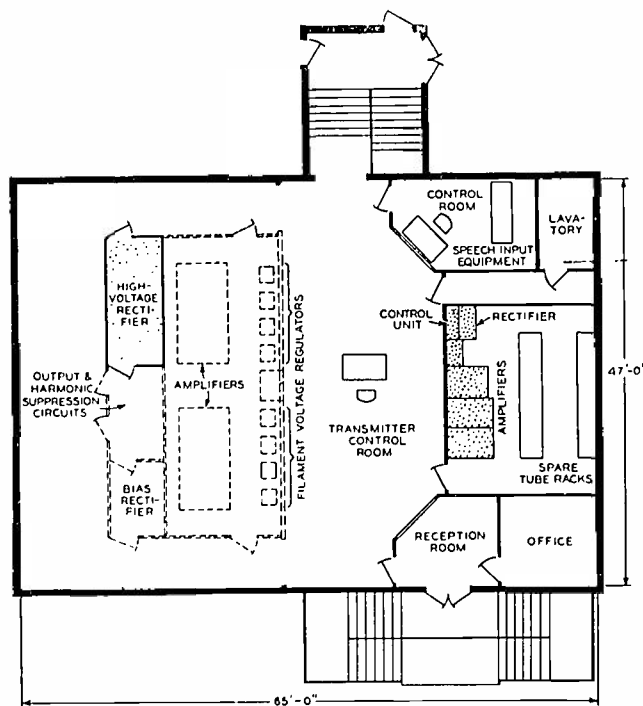 CONTROL
ROOM
LAVA-
TORY
SPEECH INPUT
EQUIPMENT
HIGH-
VOLTAGE
RECTI-
FIER
CONTROL
UNIT
RECTIFIER
OUTPUT &
HARMONIC
SUPPRESSION
CIRCUITS
AMPLIFIERS
FILAMENT VOLTAGE REGULATORS
47'-0"
AMPLIFIERS
TRANSMITTER
CONTROL
ROOM
BIAS
RECTI-
FIER
SPARE
TUBE RACKS
RECEPTION
ROOM
OFFICE
65'-0"